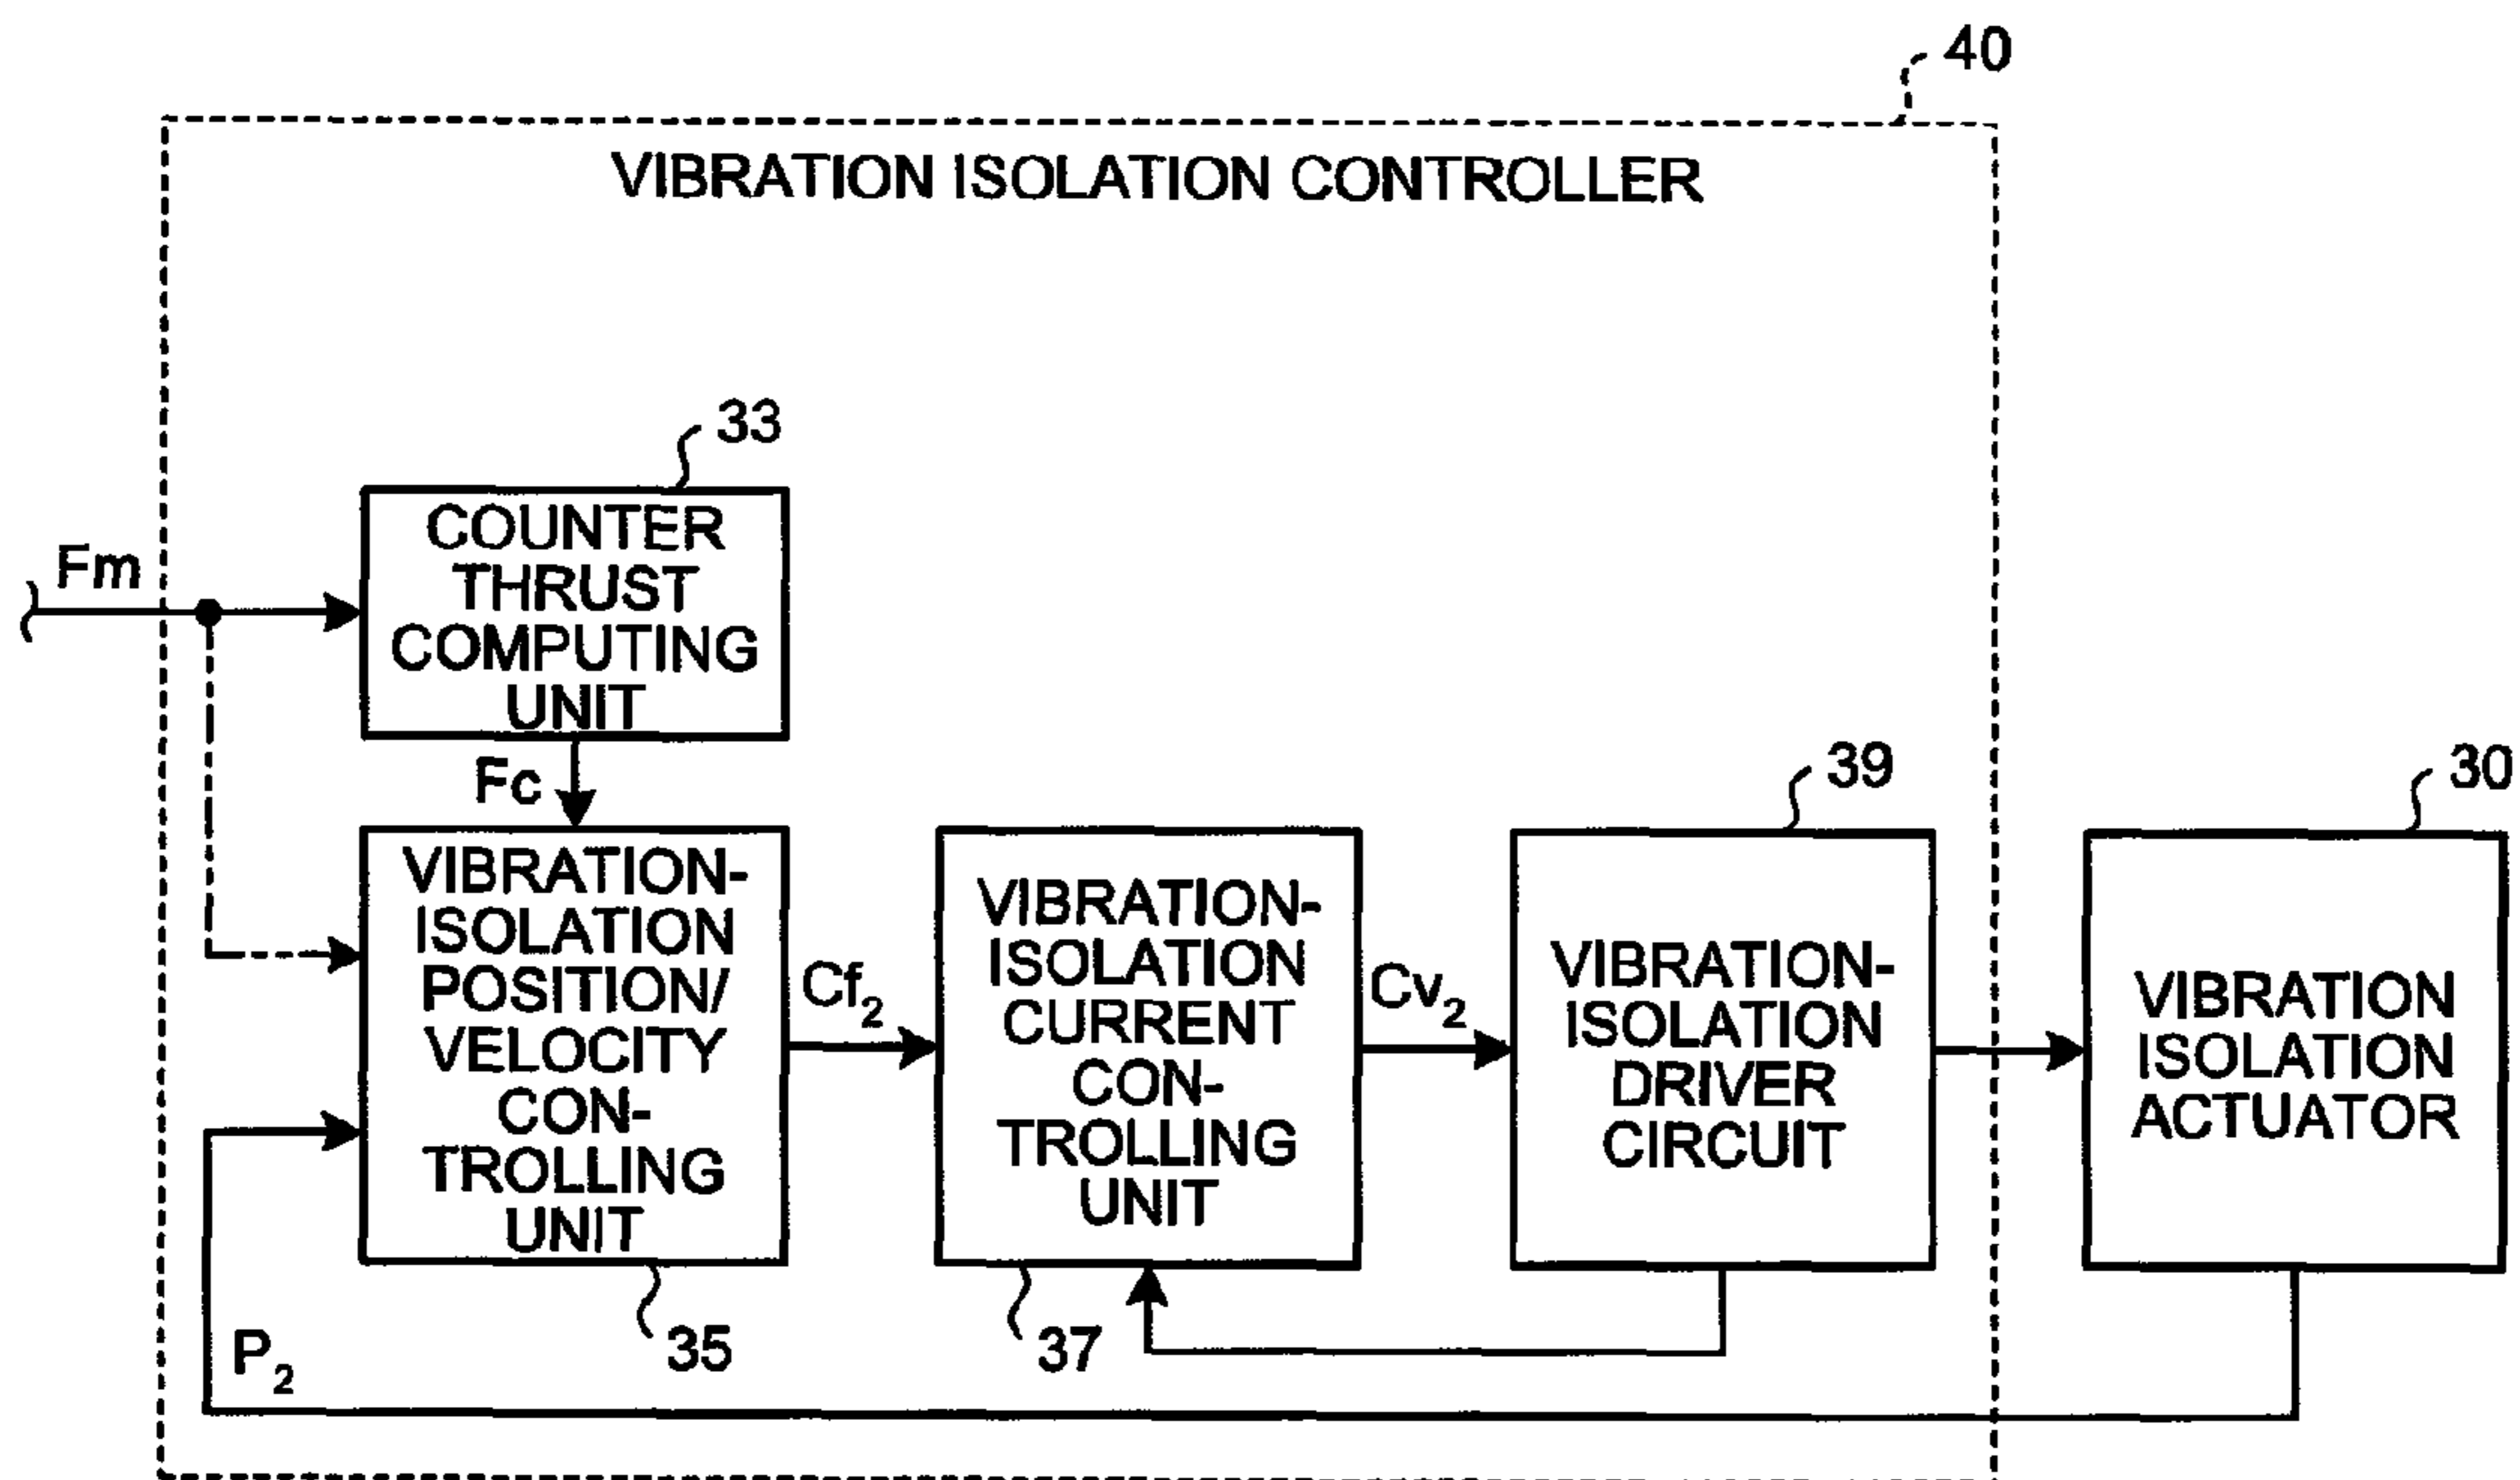 40
VIBRATION ISOLATION CONTROLLER
33
COUNTER
THRUST
COMPUTING
UNIT
Fm
Fc
39
30
VIBRATION-
ISOLATION
POSITION/
VELOCITY
CON-
TROLLING
UNIT
Cf2
VIBRATION-
ISOLATION
CURRENT
CON-
TROLLING
UNIT
Cv2
VIBRATION-
ISOLATION
DRIVER
CIRCUIT
VIBRATION
ISOLATION
ACTUATOR
35
37
P2